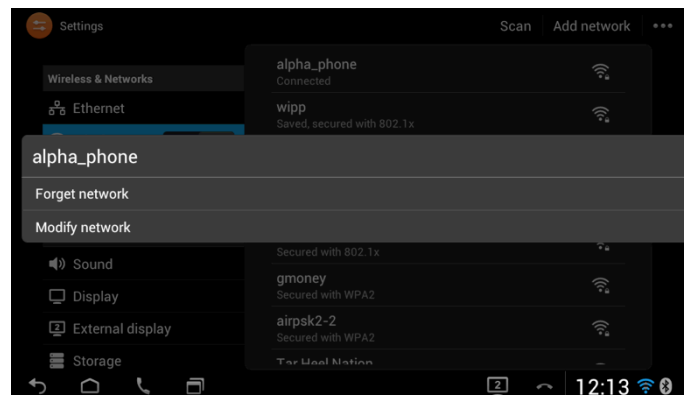 Settings
Scan
Add network
Wireless & Networks
Ethernet
alpha_phone
Connected
wipp
Saved, secured with 802.1x
alpha_phone
Forget network
Modify network
Secured with 802.1x
Sound
Display
2 External display
Storage
gmoney
Secured with WPA2
airpsk2-2
Secured with WPA2
Tar Heel Nation
2
12:13